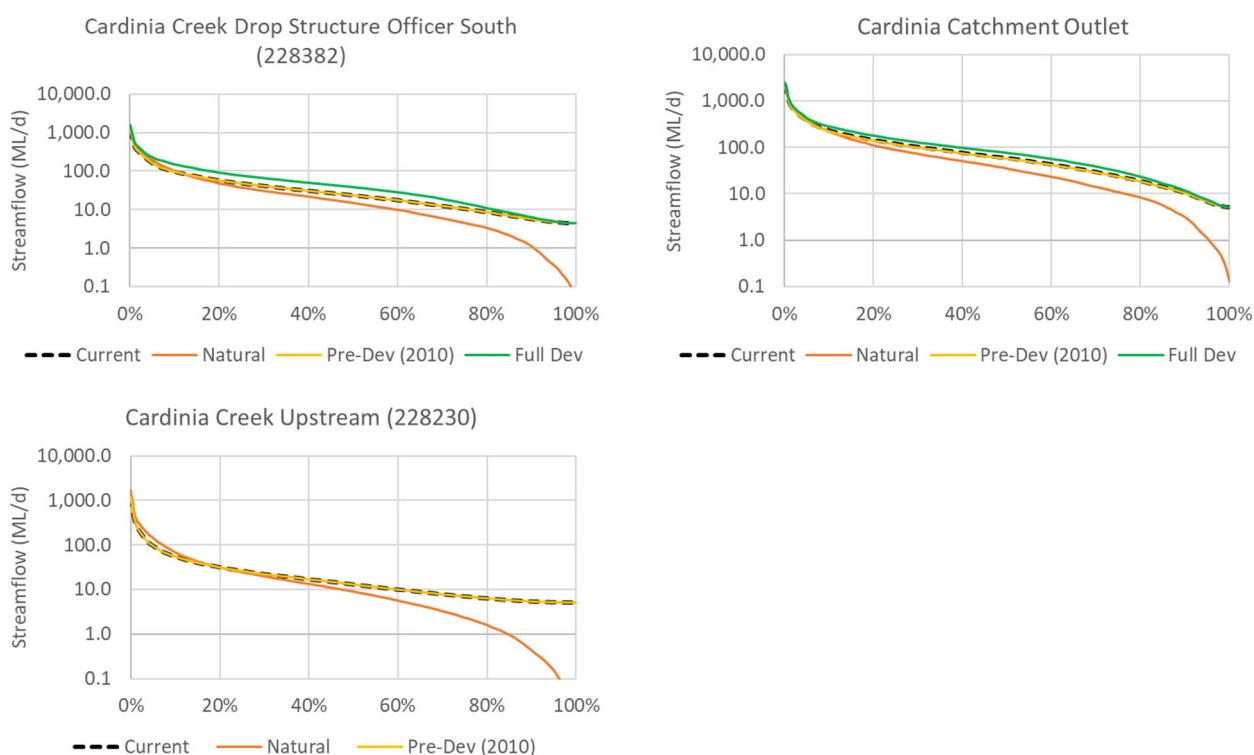 Cardinia Creek Drop Structure Officer South
(228382)
Streamflow (ML/d)
10,000.0
1,000.0
100.0
10.0
1.0
0.1
0% 20% 40% 60% 80% 100%
Current Natural Pre-Dev (2010) Full Dev
Cardinia Catchment Outlet
Streamflow (ML/d)
10,000.0
1,000.0
100.0
10.0
1.0
0.1
0% 20% 40% 60% 80% 100%
Current Natural Pre-Dev (2010) Full Dev
Cardinia Creek Upstream (228230)
Streamflow (ML/d)
10,000.0
1,000.0
100.0
10.0
1.0
0.1
0% 20% 40% 60% 80% 100%
Current Natural Pre-Dev (2010)